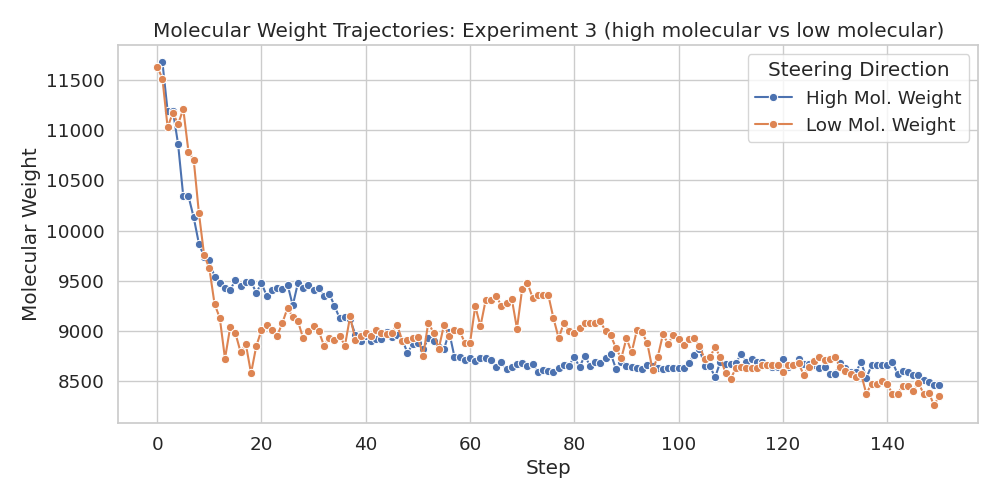 Molecular Weight Trajectories: Experiment 3 (high molecular vs low molecular)
Steering Direction
High Mol. Weight
Low Mol. Weight
Molecular Weight
11500
11000
10500
10000
9500
9000
8500
0 20 40 60 80 100 120 140
Step